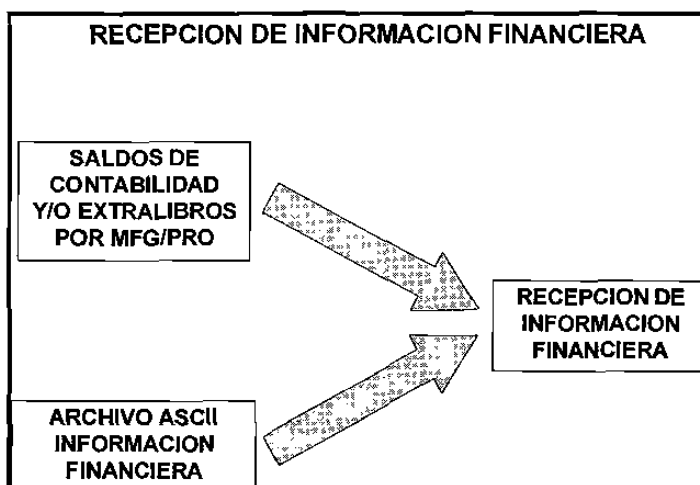 RECEPCION DE INFORMACION FINANCIERA
SALDOS DE
CONTABILIDAD
Y/O EXTRALIBROS
POR MFG/PRO
RECEPCION DE
INFORMACION
FINANCIERA
ARCHIVO ASCII
INFORMACION
FINANCIERA